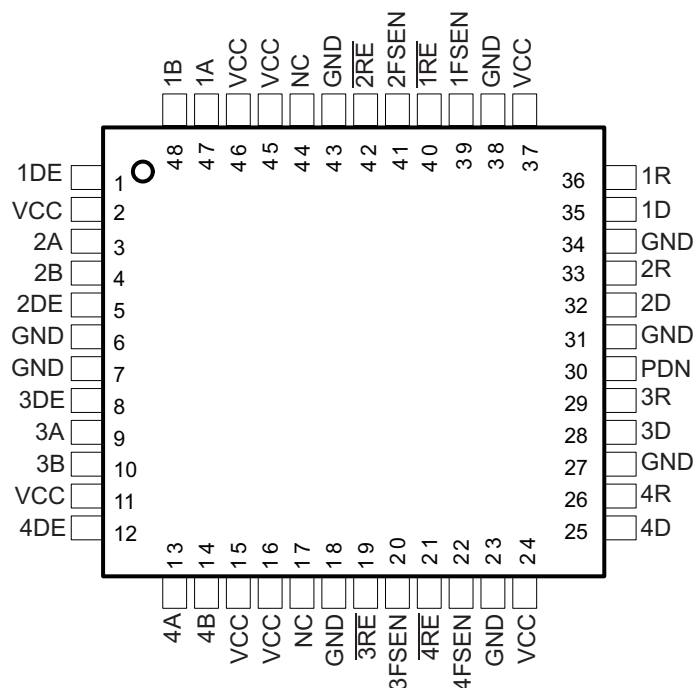 1B 1A VCC VCC NC GND 2RE 2FSEN 1RE 1FSEN GND VCC
48 47 46 45 44 43 42 41 40 39 38 37
1DE 1 36 1R
VCC 2 35 1D
2A 3 34 GND
2B 4 33 2R
2DE 5 32 2D
GND 6 31 GND
GND 7 30 PDN
3DE 8 29 3R
3A 9 28 3D
3B 10 27 GND
VCC 11 26 4R
4DE 12 25 4D
13 14 15 16 17 18 19 20 21 22 23 24
4A 4B VCC VCC NC GND 3RE 3FSEN 4RE 4FSEN GND VCC